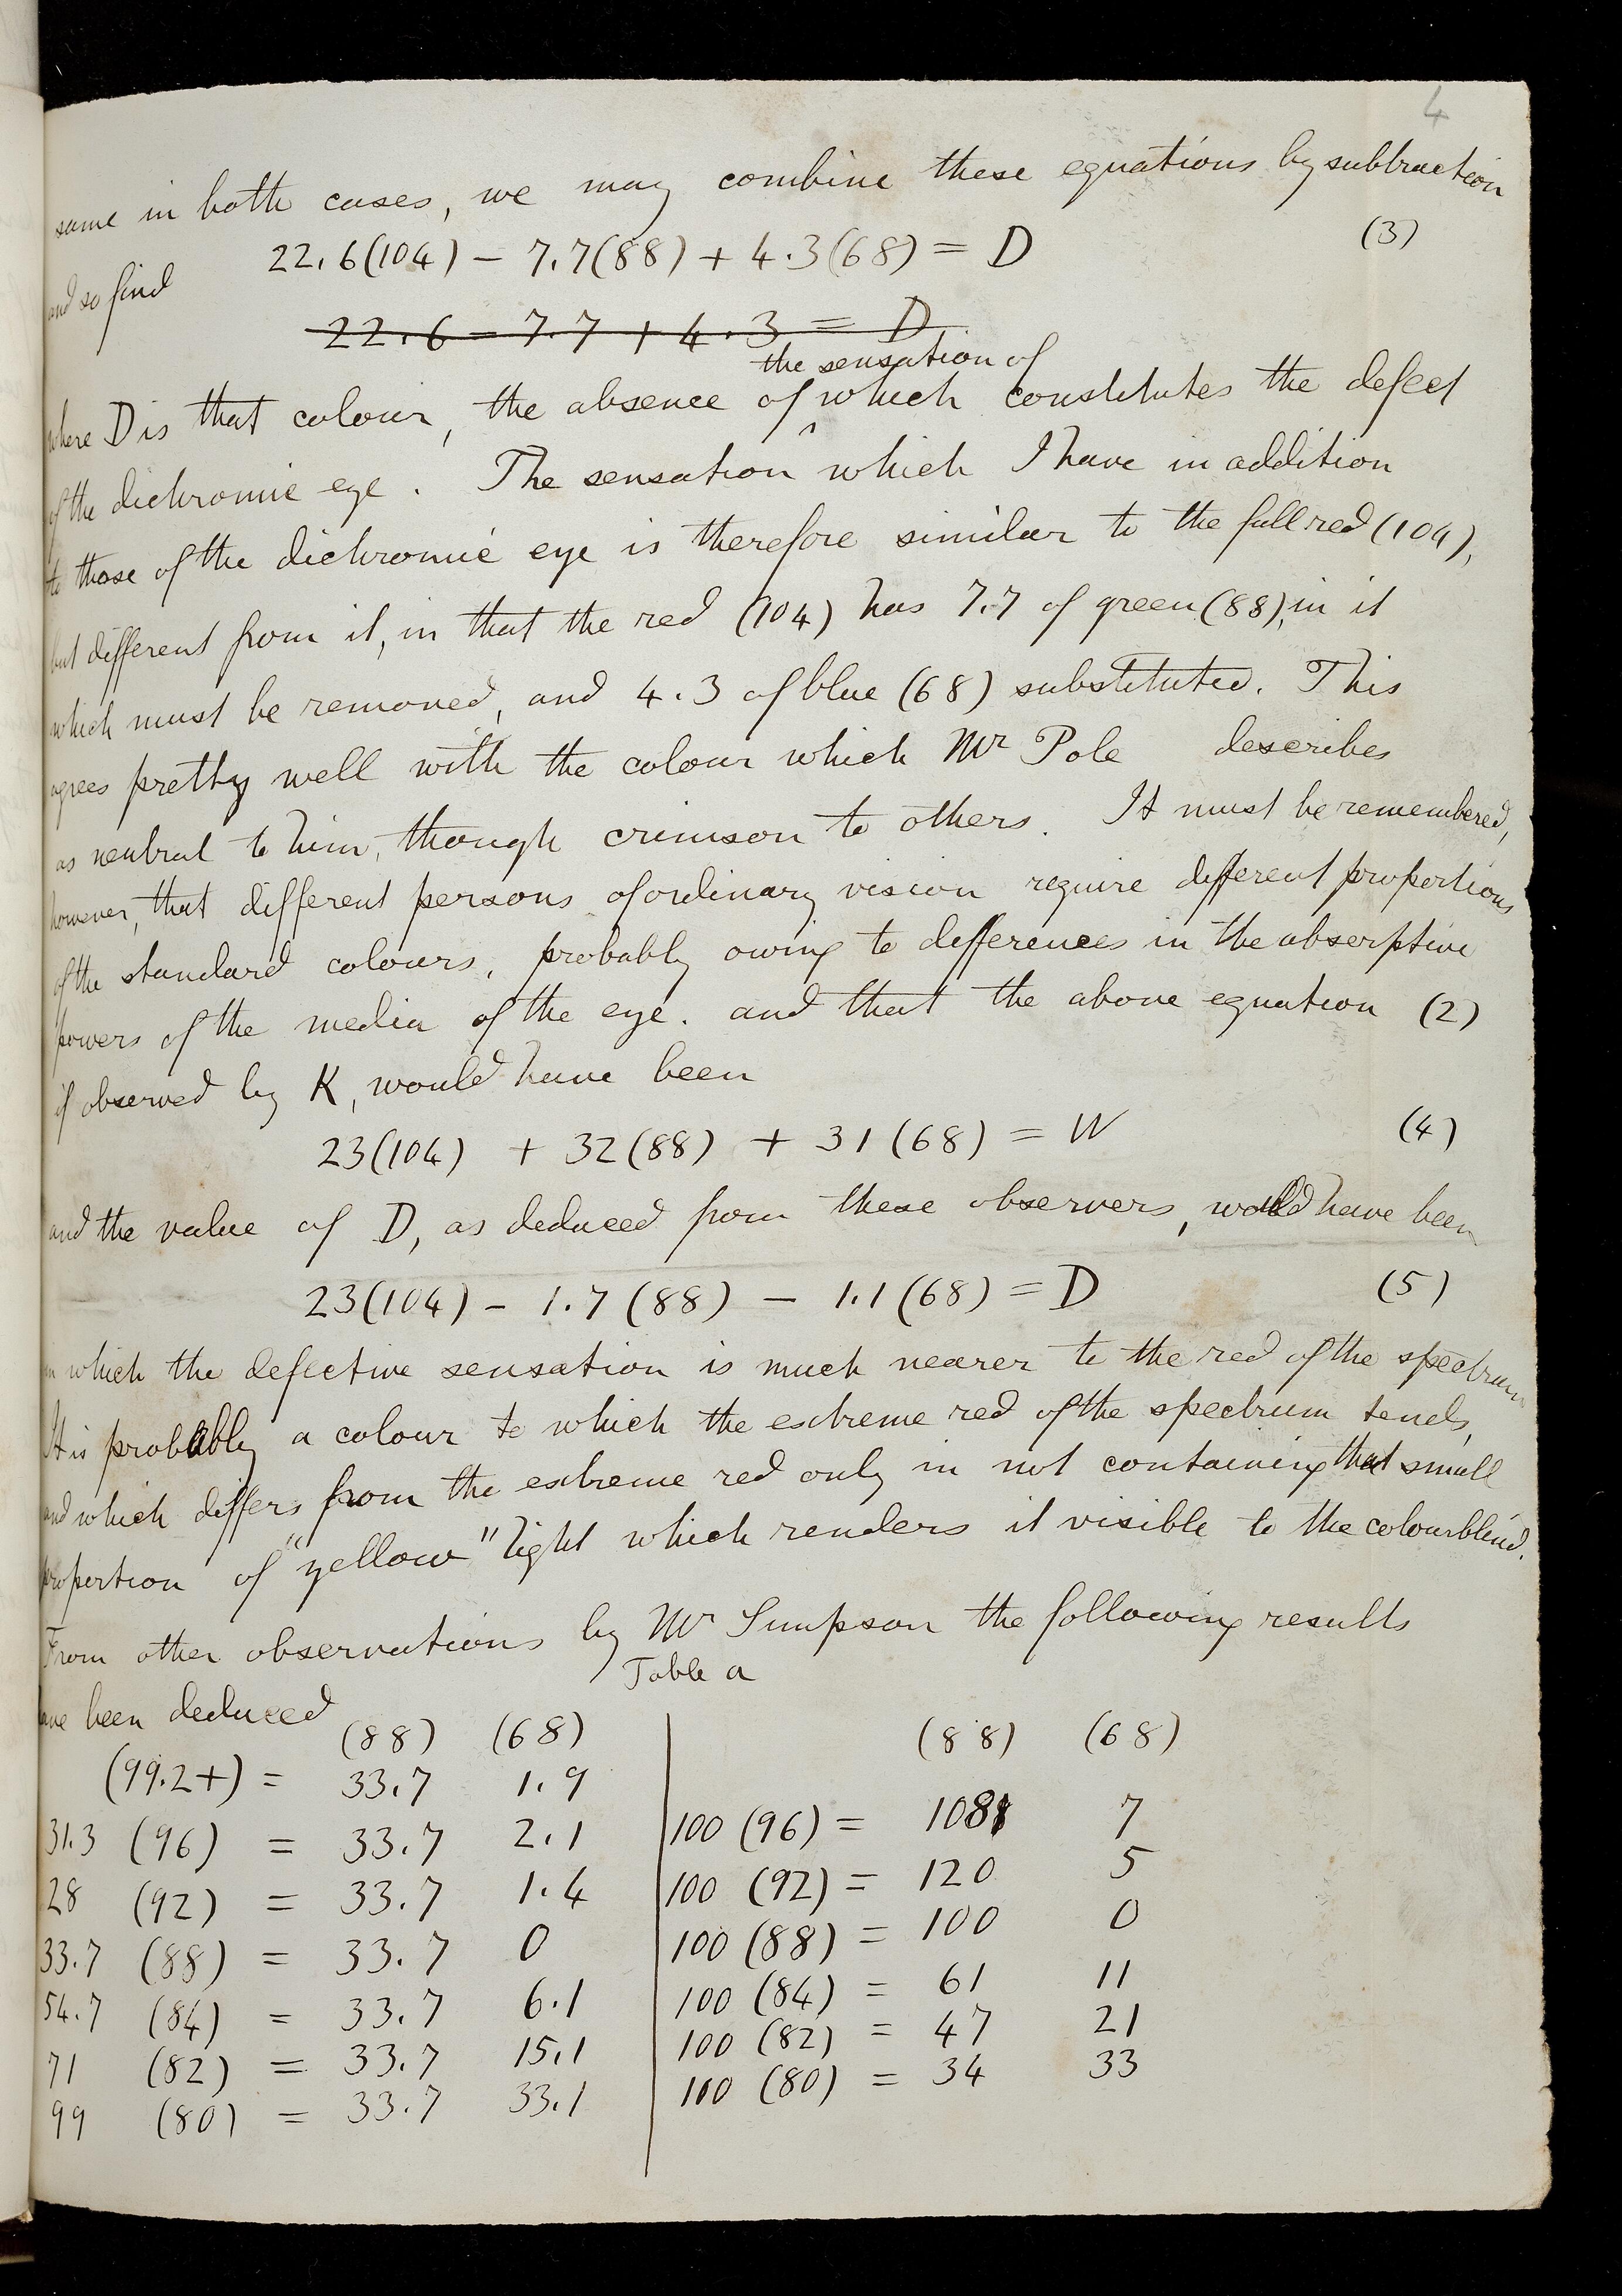 4
same in both cases, we may combine these equations by subtraction
and so find 22.6(104) – 7.7(88) + 4.3(68) = D (3)
22.6 – 7.7 + 4.3 = D
the sensation of
where D is that colour, the absence of ^ which constitutes the defect
of the dichromic eye. The sensation which I have in addition
to those of the dichromic eye is therefore similar to the full red (104),
but different from it, in that the red (104) has 7.7 of green (88), in it
which must be removed, and 4.3 of blue (68) substituted. This
agrees pretty well with the colour which Mr Pole describes
as neutral to him, though crimson to others. It must be remembered,
however, that different persons of ordinary vision require different proportions
of the standard colours, probably owing to differences in the absorptive
powers of the media of the eye. and that the above equation (2)
if observed by K, would have been
23(104) + 32(88) + 31(68) = W (4)
and the value of D, as deduced from these observers, would have been
23(104) – 1.7(88) – 1.1(68) = D (5)
in which the defective sensation is much nearer to the red of the spectrum
It is probably a colour to which the extreme red of the spectrum tends,
and which differs from the extreme red only in not containing that small
proportion of "yellow" light which renders it visible to the colourblind.
From other observations by Mr Simpson the following results
Table a
have been deduced
(88) (68)
(99.2+) = 33.7 1.9
31.3 (96) = 33.7 2.1
28 (92) = 33.7 1.4
33.7 (88) = 33.7 0
54.7 (84) = 33.7 6.1
71 (82) = 33.7 15.1
99 (80) = 33.7 33.1
(88) (68)
100 (96) = 108 7
100 (92) = 120 5
100 (88) = 100 0
100 (84) = 61 11
100 (82) = 47 21
100 (80) = 34 33